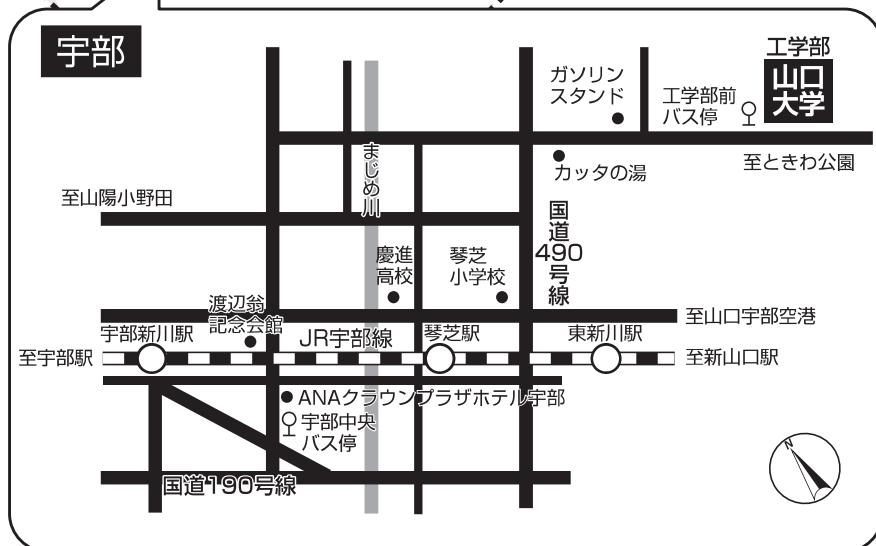 宇部
工学部
山口
大学
ガソリン
スタンド
工学部前
バス停
至ときわ公園
カッタの湯
まじめ川
至山陽小野田
国道490号線
慶進
高校
琴芝
小学校
渡辺翁
記念会館
至山口宇部空港
宇部新川駅
JR宇部線
琴芝駅
東新川駅
至宇部駅
至新山口駅
ANAクラウンプラザホテル宇部
宇部中央
バス停
国道190号線
N